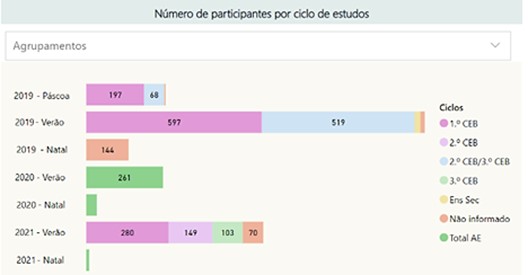 Número de participantes por ciclo de estudos
Agrupamentos
2019 - Páscoa 197 68
2019 - Verão 597 519
2019 - Natal 144
2020 - Verão 261
2020 - Natal
2021 - Verão 280 149 103 70
2021 - Natal
Ciclos
1.º CEB
2.º CEB
2.º CEB/3.º CEB
3.º CEB
Ens Sec
Não informado
Total AE